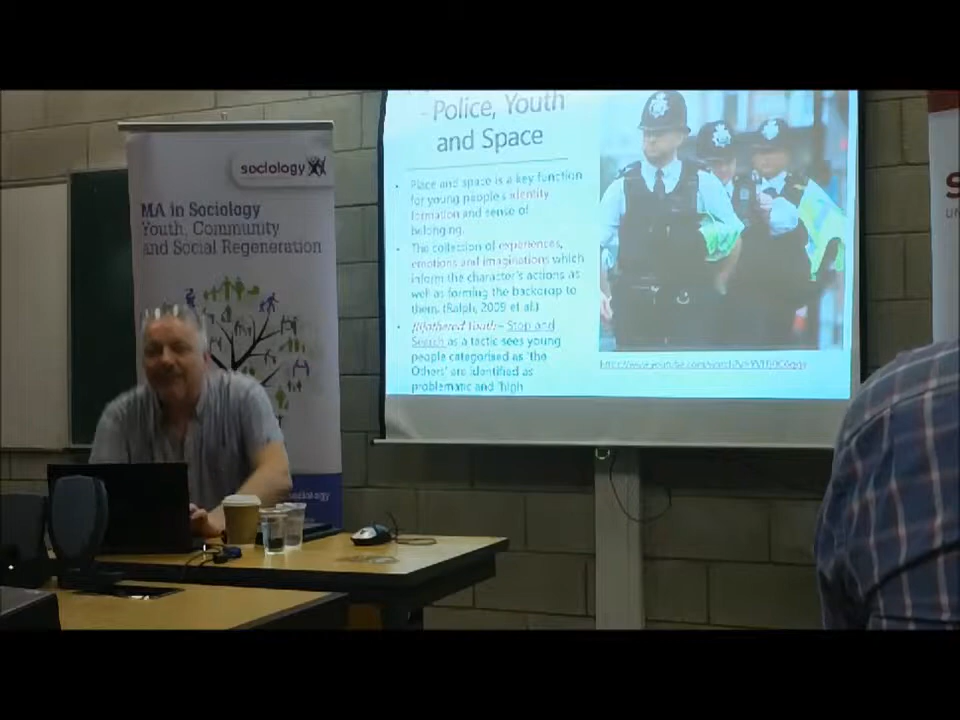 sociology
MA in Sociology
Youth, Community
and Social Regeneration
sociology
- Police, Youth
and Space
Place and space is a key function
for young people's identity
formation and sense of
belonging.
The collection of experiences,
emotions and imaginations which
inform the character's actions as
well as forming the backdrop to
them. (Ralph, 2009 et al.)
Youth – Stop and
Search as a tactic sees young
people categorised as 'the
Others' are identified as
problematic and 'high